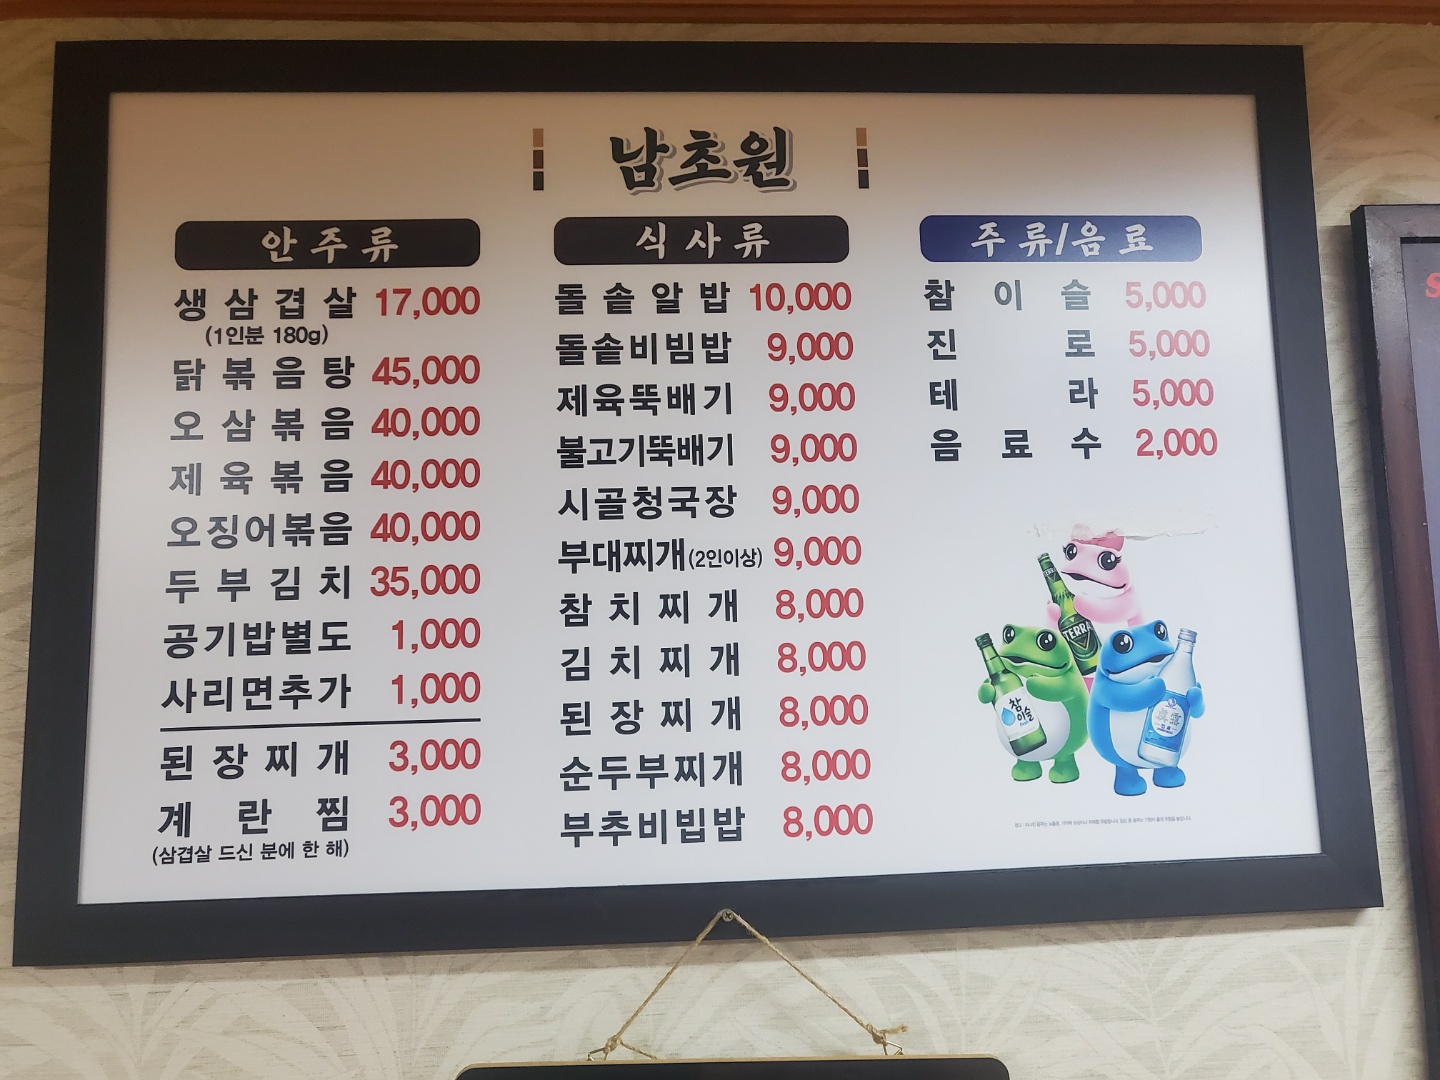 남초원
안주류
생삼겹살 17,000
(1인분 180g)
닭볶음탕 45,000
오삼볶음 40,000
제육볶음 40,000
오징어볶음 40,000
두부김치 35,000
공기밥별도 1,000
사리면추가 1,000
된장찌개 3,000
계란찜 3,000
(삼겹살 드신 분에 한 해)
식사류
돌솥알밥 10,000
돌솥비빔밥 9,000
제육뚝배기 9,000
불고기뚝배기 9,000
시골청국장 9,000
부대찌개(2인이상) 9,000
참치찌개 8,000
김치찌개 8,000
된장찌개 8,000
순두부찌개 8,000
부추비빕밥 8,000
주류/음료
참이슬 5,000
진로 5,000
테라 5,000
음료수 2,000
TERRA
TERRA
참이슬